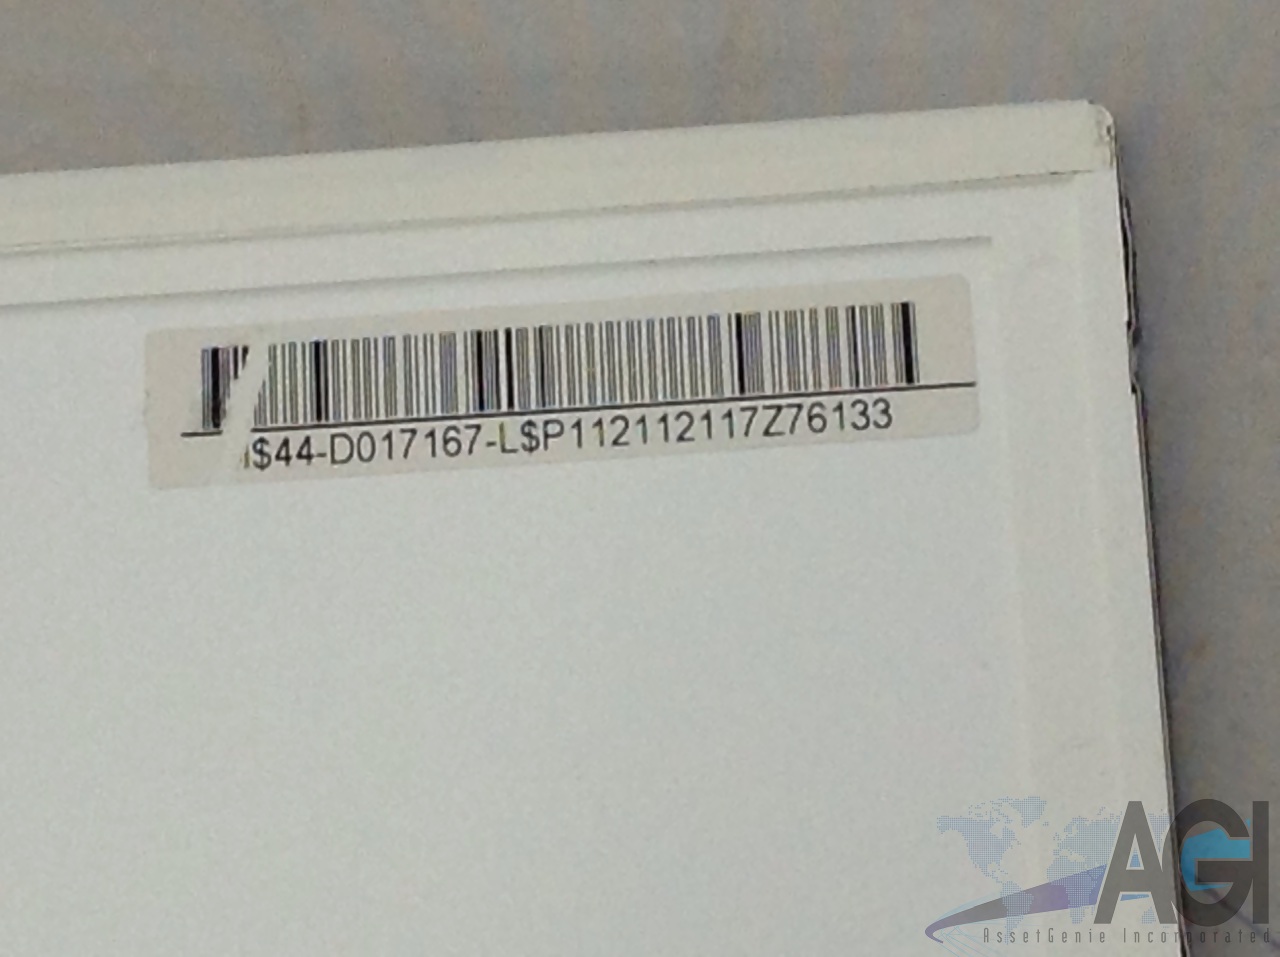 $44-D017167-L$P112112117Z76133
AGI
AssetGenie Incorporated